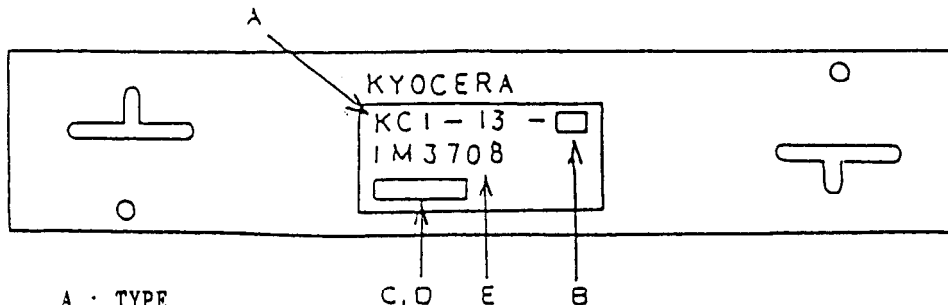 A
KYOCERA
KC1-13-
1M3708
C,D E B
A : TYPE